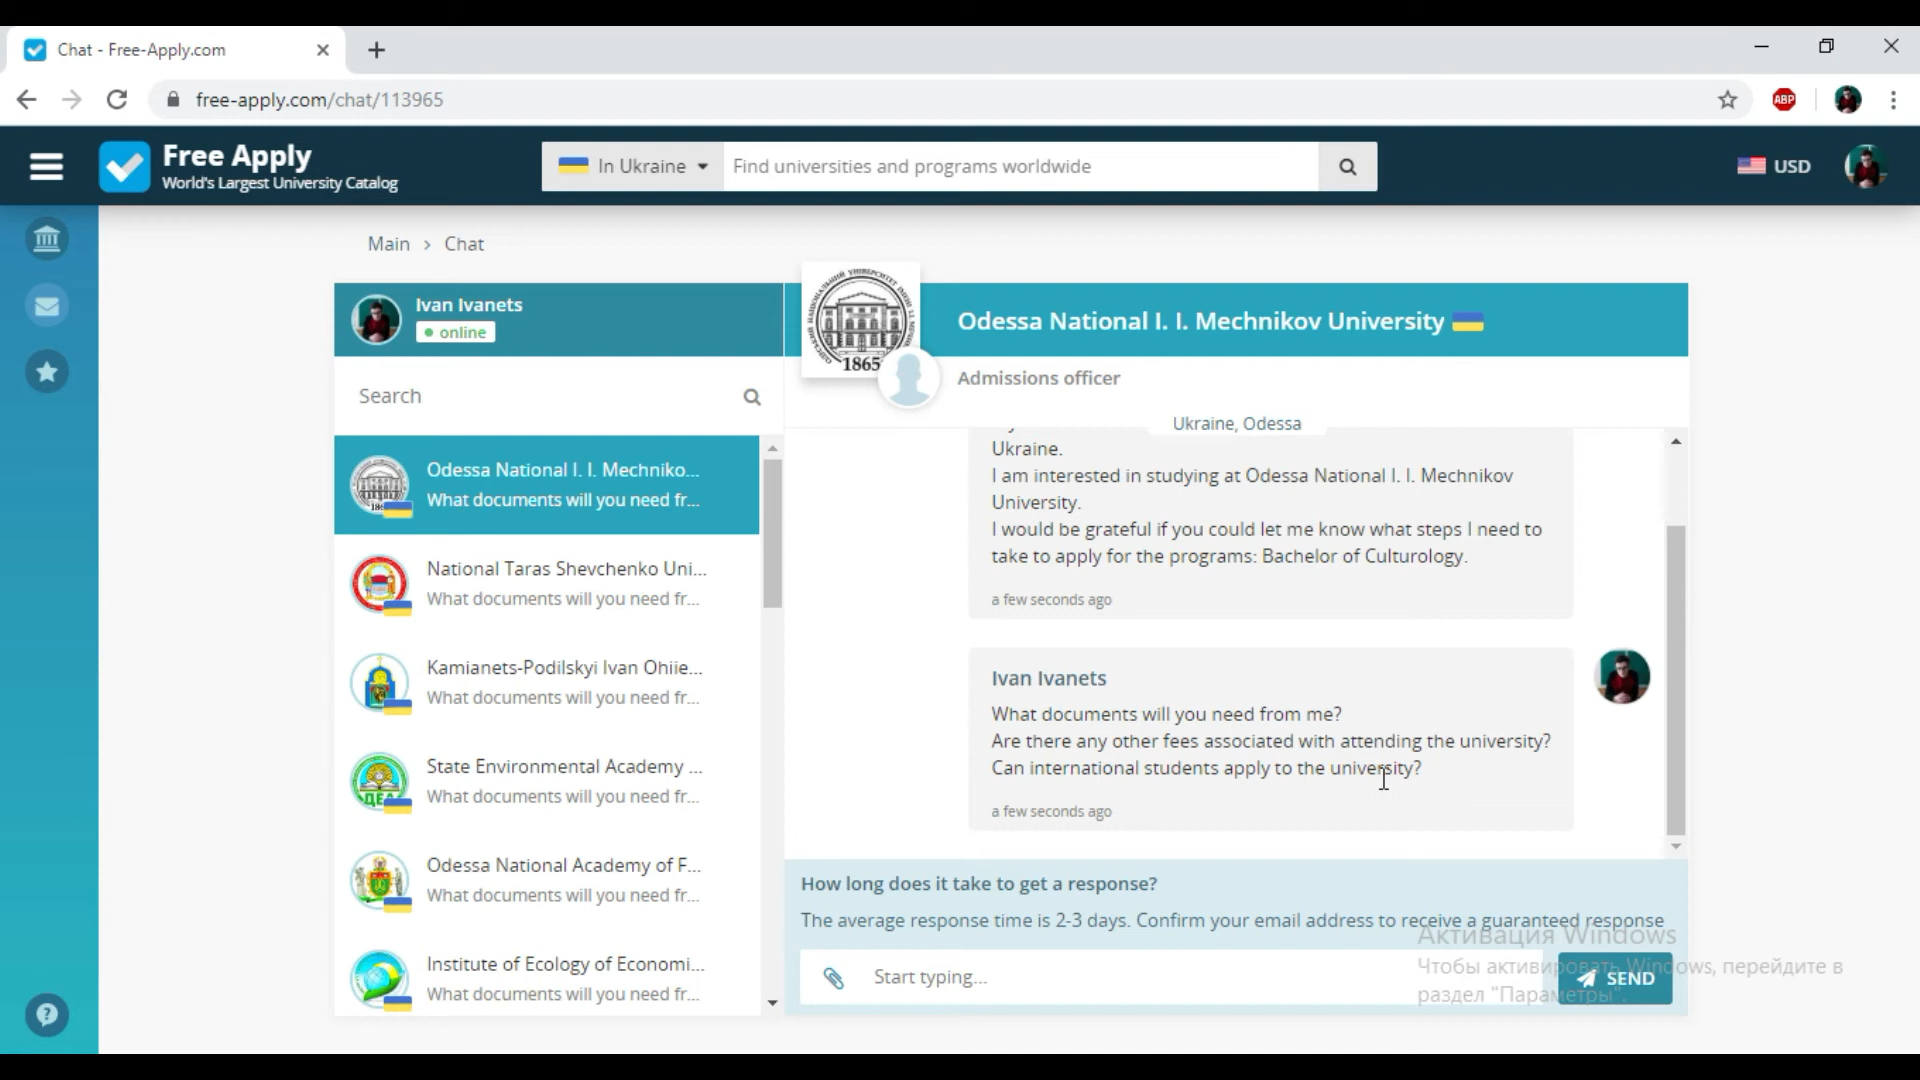 Chat - Free-Apply.com
free-apply.com/chat/113965
ABP
Free Apply
World's Largest University Catalog
In Ukraine
Find universities and programs worldwide
USD
Main > Chat
Ivan Ivanets
online
Search
Odessa National I. I. Mechniko...
What documents will you need fr...
National Taras Shevchenko Uni...
What documents will you need fr...
Kamianets-Podilskyi Ivan Ohiie...
What documents will you need fr...
State Environmental Academy ...
What documents will you need fr...
Odessa National Academy of F...
What documents will you need fr...
Institute of Ecology of Economi...
What documents will you need fr...
1865
Odessa National I. I. Mechnikov University
Admissions officer
Ukraine, Odessa
Ukraine.
I am interested in studying at Odessa National I. I. Mechnikov
University.
I would be grateful if you could let me know what steps I need to
take to apply for the programs: Bachelor of Culturology.
a few seconds ago
Ivan Ivanets
What documents will you need from me?
Are there any other fees associated with attending the university?
Can international students apply to the university?
a few seconds ago
How long does it take to get a response?
The average response time is 2-3 days. Confirm your email address to receive a guaranteed response
Start typing...
SEND
Активация Windows
Чтобы активировать Windows, перейдите в
раздел "Параметры".